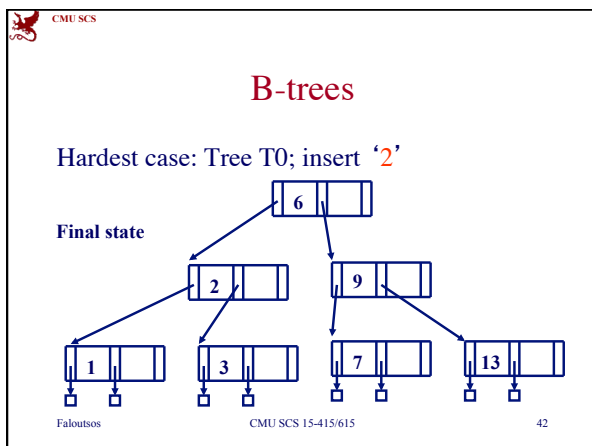 CMU SCS
B-trees
Hardest case: Tree T0; insert ‘2’
6
Final state
2 9
1 3 7 13
Faloutsos CMU SCS 15-415/615 42